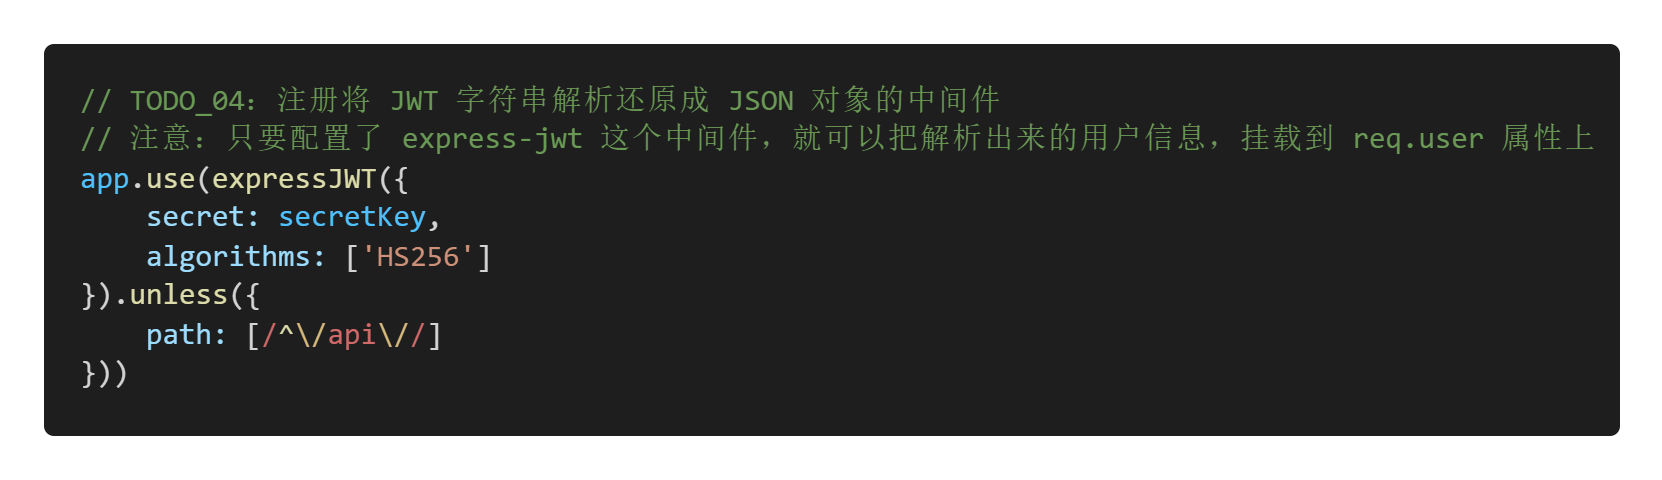 // TODO_04：注册将 JWT 字符串解析还原成 JSON 对象的中间件
// 注意：只要配置了 express-jwt 这个中间件，就可以把解析出来的用户信息，挂载到 req.user 属性上
app.use(expressJWT({
    secret: secretKey,
    algorithms: ['HS256']
}).unless({
    path: [/^\/api\//]
}))